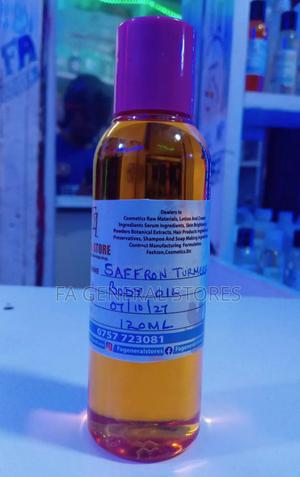 FA
Dealers In
Cosmetics Raw Materials, Lotion And Cream
Ingredients Serum Ingredients, Skin Brightening
Powders Botanical Extracts, Hair Products Ingredients
Preservatives, Shampoo And Soap Making Ingredients
Contract Manufacturing Formulation
Fashion,Cosmetics.Etc
STORE
SAFFRON TURMERIC
BODY
07/10/27
120ML
0757 723081
Fageneralstores
Fageneralstores
FA GENERAL STORES